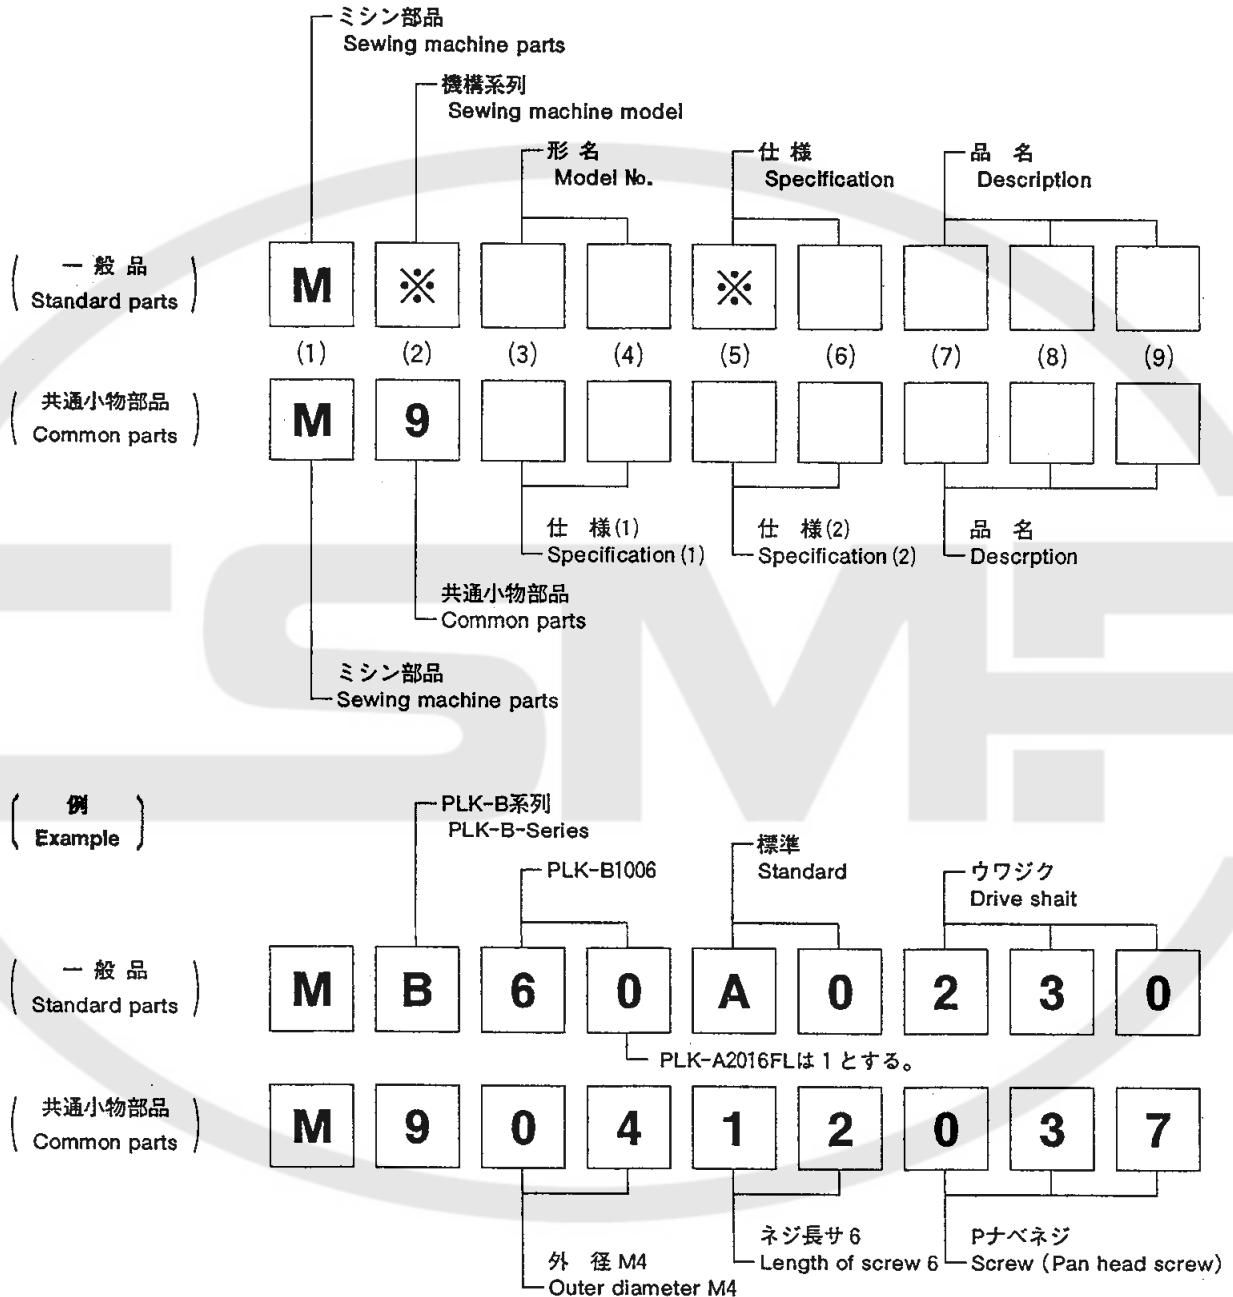 ミシン部品
Sewing machine parts
機構系列
Sewing machine model
形 名
Model No.
仕 様
Specification
品 名
Description
一 般 品
Standard parts
M ※ ※
(1) (2) (3) (4) (5) (6) (7) (8) (9)
共通小物部品
Common parts
M 9
仕 様(1)
Specification (1)
仕 様(2)
Specification (2)
品 名
Descrption
共通小物部品
Common parts
ミシン部品
Sewing machine parts
例
Example
PLK-B系列
PLK-B-Series
PLK-B1006
標準
Standard
ウワジク
Drive shait
一 般 品
Standard parts
M B 6 0 A 0 2 3 0
PLK-A2016FLは 1 とする。
共通小物部品
Common parts
M 9 0 4 1 2 0 3 7
外 径 M4
Outer diameter M4
ネジ長サ 6
Length of screw 6
Pナベネジ
Screw (Pan head screw)